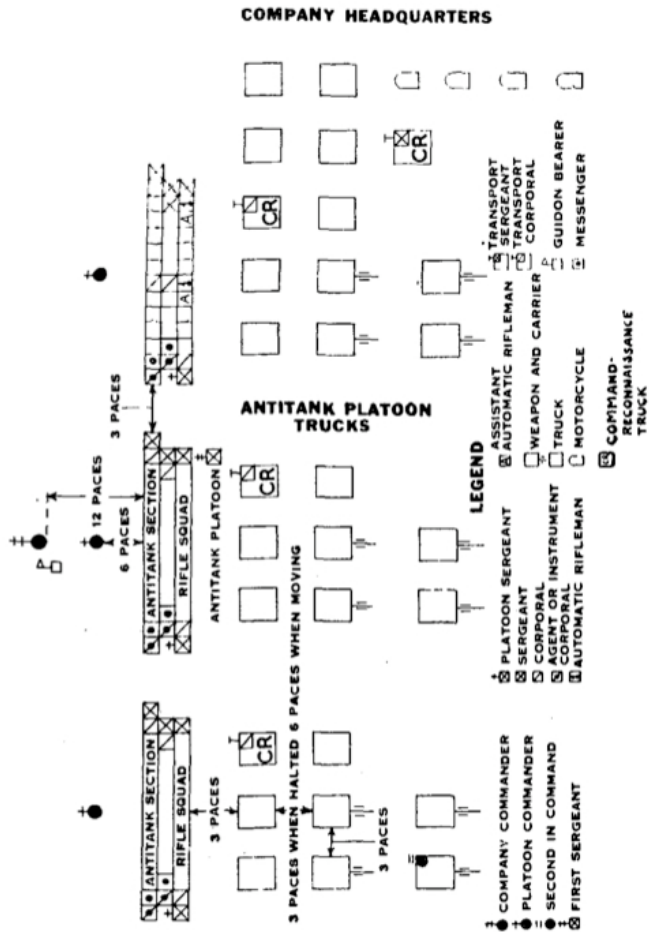 12 PACES
6 PACES
3 PACES
ANTITANK SECTION
RIFLE SQUAD
ANTITANK SECTION
RIFLE SQUAD
ANTITANK PLATOON
3 PACES
3 PACES WHEN HALTED 6 PACES WHEN MOVING
3 PACES
CR
CR
CR
CR
ANTITANK PLATOON
TRUCKS
COMPANY HEADQUARTERS
LEGEND
COMPANY COMMANDER
PLATOON COMMANDER
SECOND IN COMMAND
FIRST SERGEANT
PLATOON SERGEANT
SERGEANT
CORPORAL
AGENT OR INSTRUMENT
CORPORAL
AUTOMATIC RIFLEMAN
ASSISTANT
AUTOMATIC RIFLEMAN
WEAPON AND CARRIER
TRUCK
MOTORCYCLE
CR COMMAND-
RECONNAISSANCE
TRUCK
TRANSPORT
SERGEANT
TRANSPORT
CORPORAL
GUIDON BEARER
MESSENGER